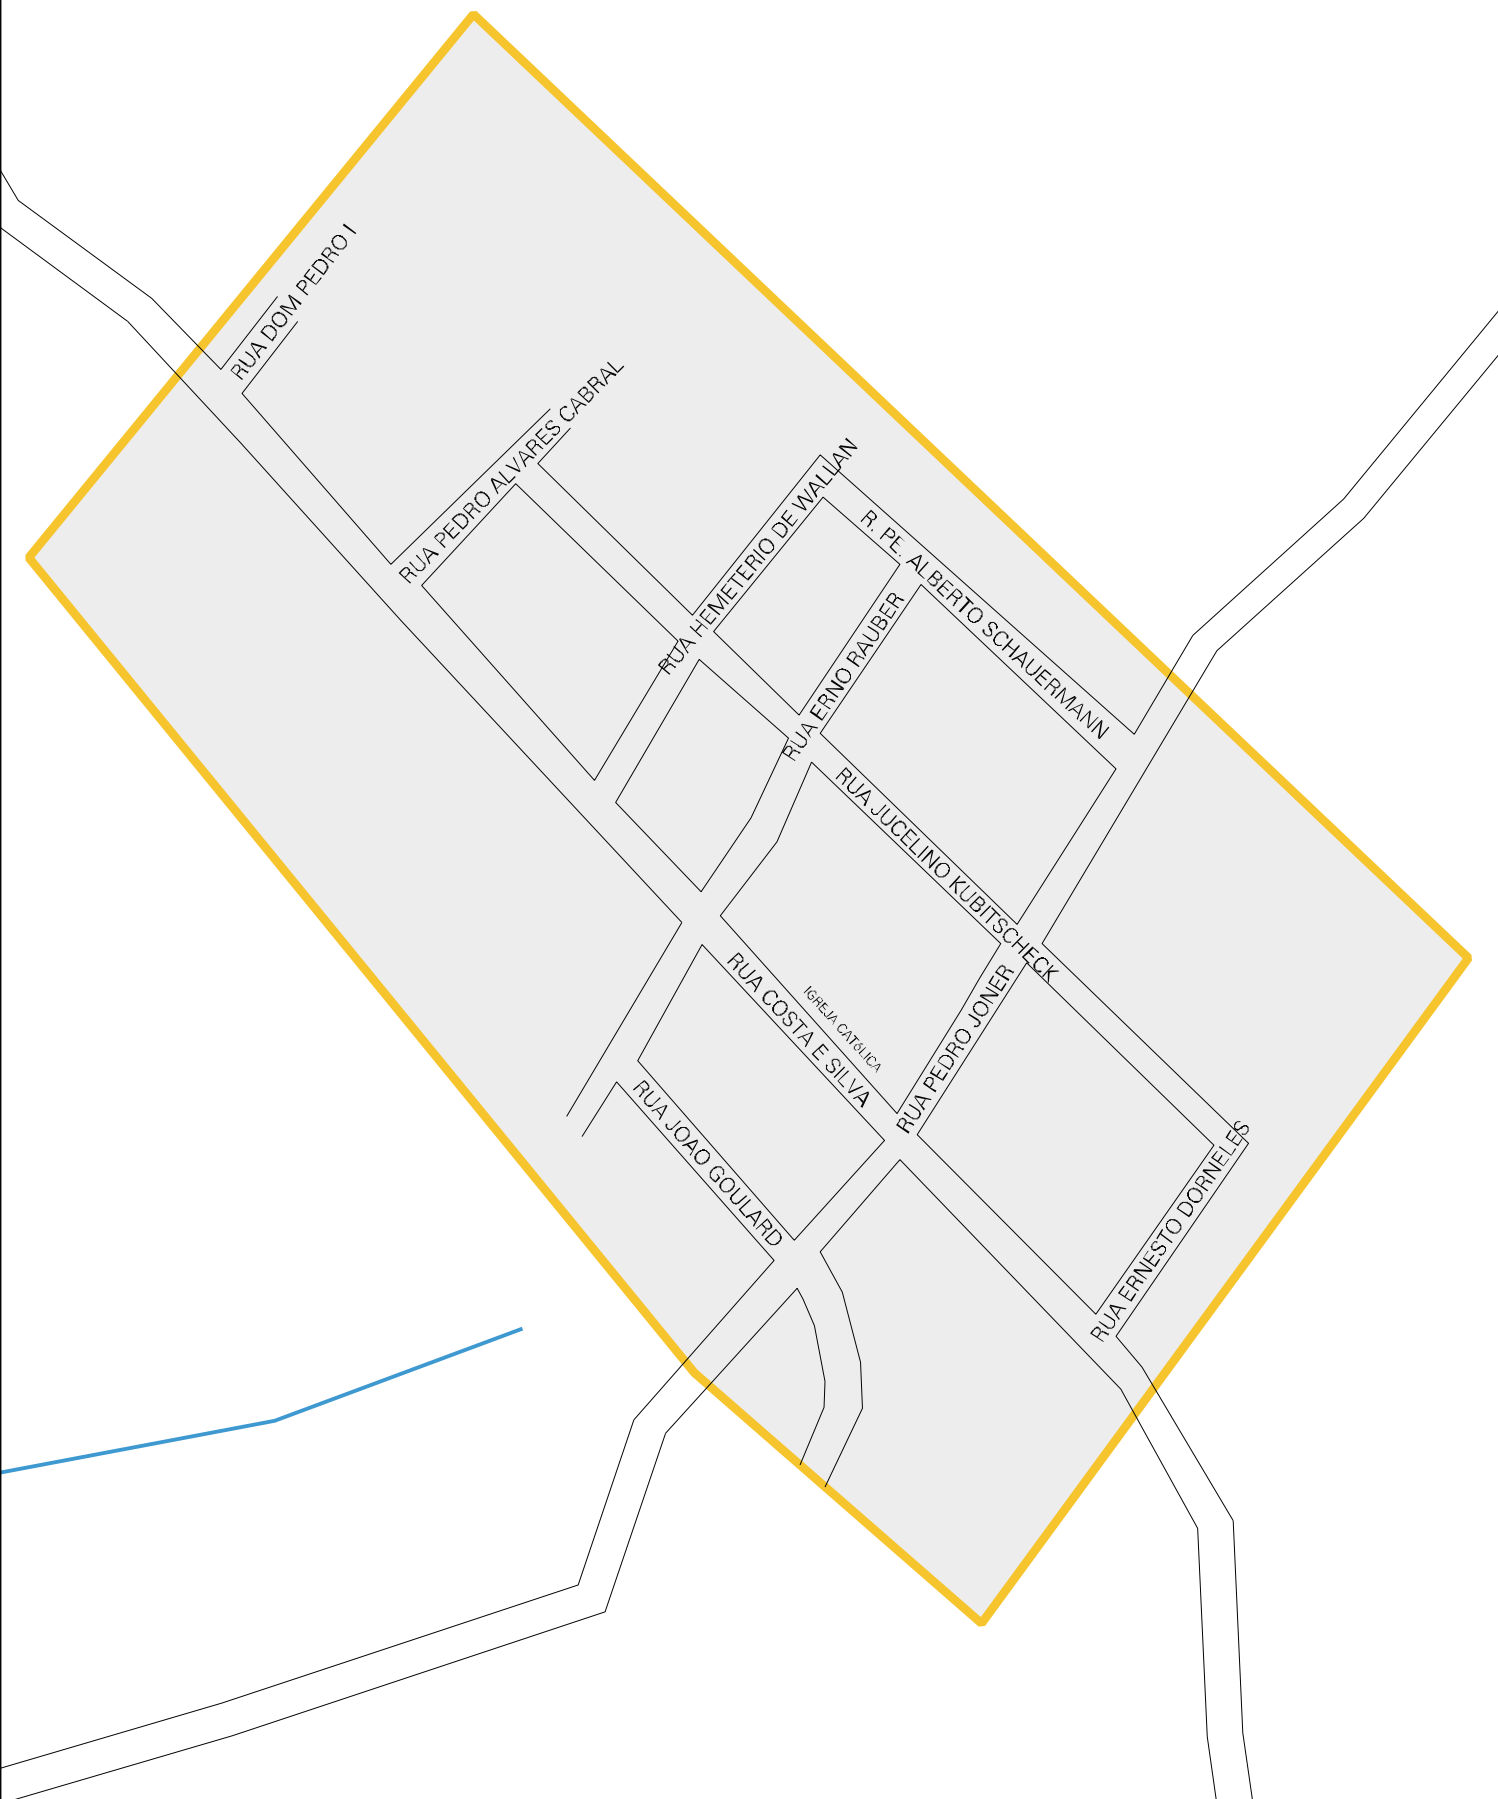 RUA DOM PEDRO I
RUA PEDRO ALVARES CABRAL
RUA HEMETERIO DE WALLAN
R. PE. ALBERTO SCHAUERMANN
RUA ERNO RAUBER
RUA JUCELINO KUBITSCHECK
RUA COSTA E SILVA
IGREJA CATóLICA
RUA PEDRO JONER
RUA JOAO GOULARD
RUA ERNESTO DORNELES